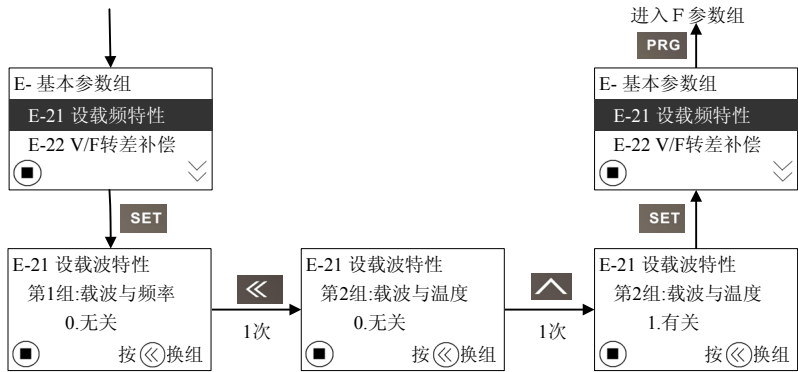 进入F参数组
PRG
E- 基本参数组
E-21 设载频特性
E-22 V/F转差补偿
E- 基本参数组
E-21 设载频特性
E-22 V/F转差补偿
SET
SET
E-21 设载波特性
第1组:载波与频率
0.无关
按换组
1次
E-21 设载波特性
第2组:载波与温度
0.无关
按换组
1次
E-21 设载波特性
第2组:载波与温度
1.有关
按换组